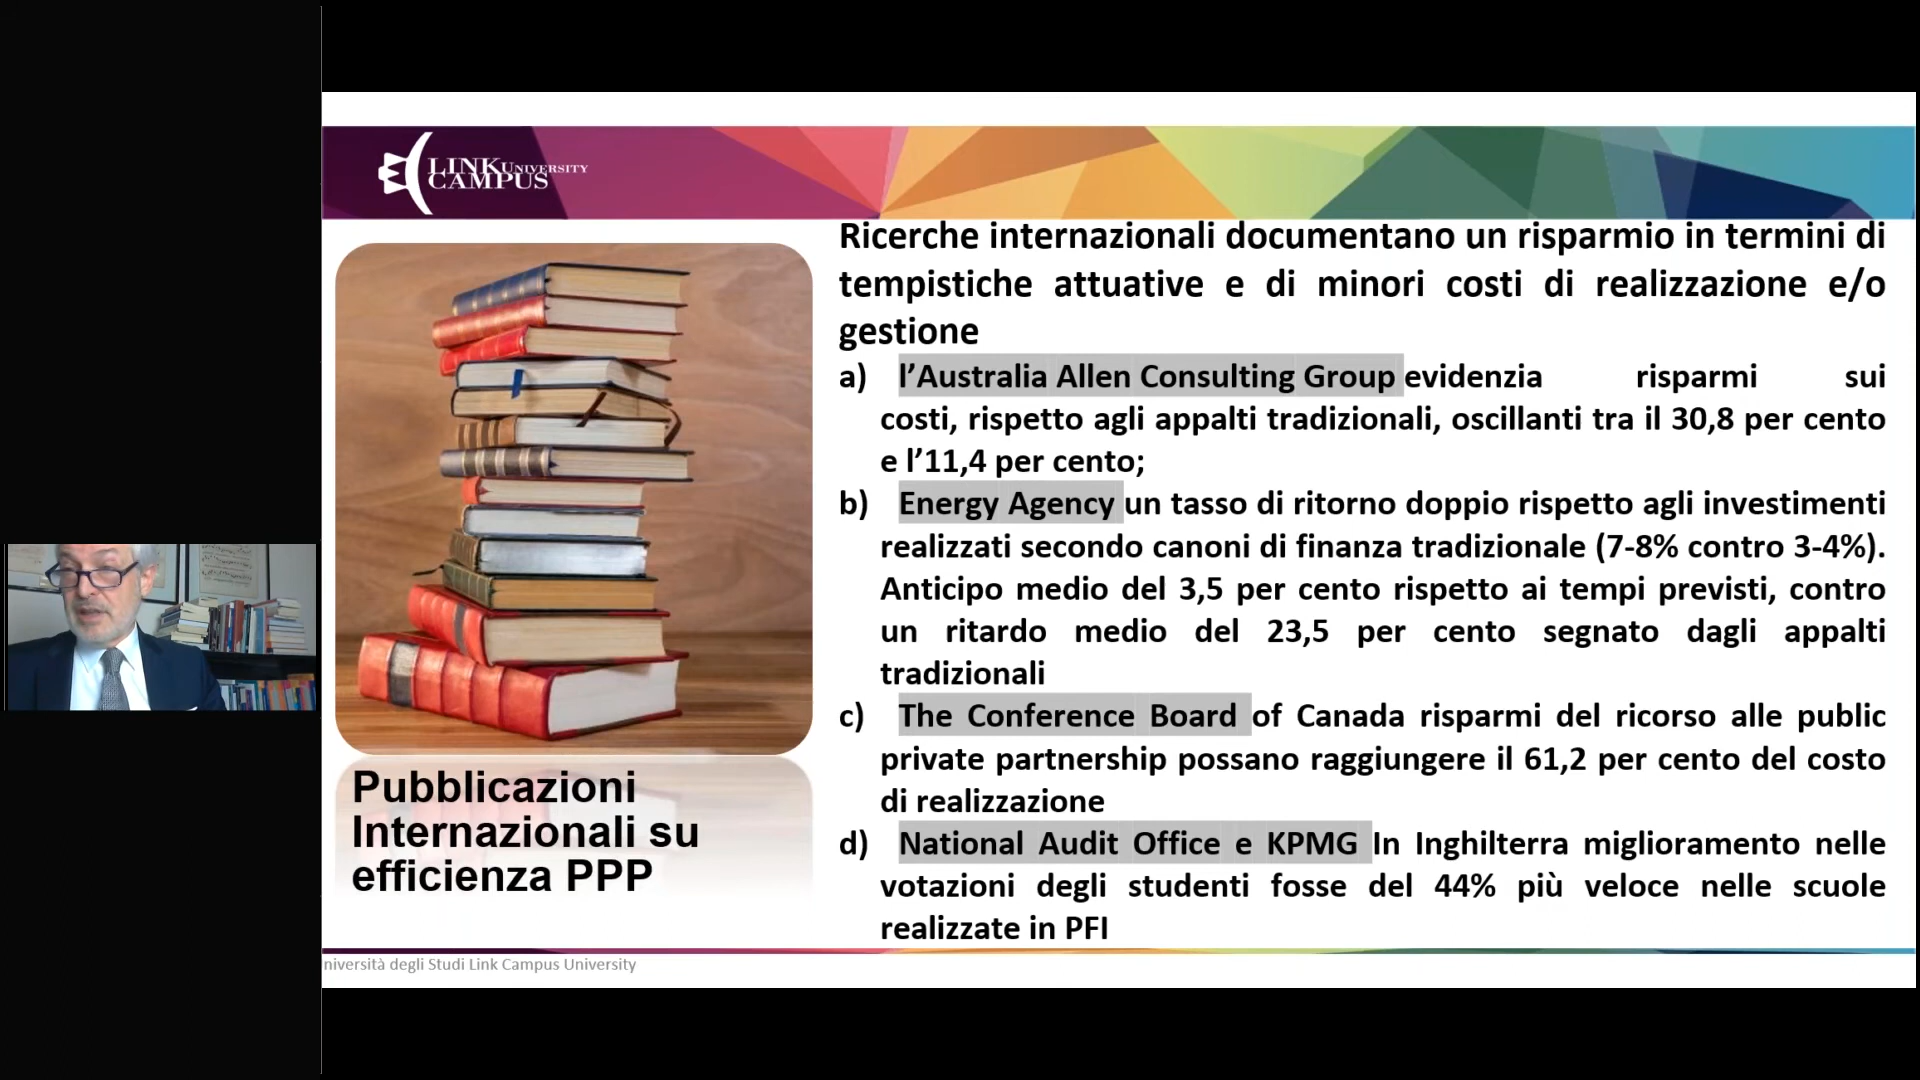 LINK UNIVERSITY
CAMPUS
Ricerche internazionali documentano un risparmio in termini di
tempistiche attuative e di minori costi di realizzazione e/o
gestione
a) l’Australia Allen Consulting Group evidenzia risparmi sui
costi, rispetto agli appalti tradizionali, oscillanti tra il 30,8 per cento
e l’11,4 per cento;
b) Energy Agency un tasso di ritorno doppio rispetto agli investimenti
realizzati secondo canoni di finanza tradizionale (7-8% contro 3-4%).
Anticipo medio del 3,5 per cento rispetto ai tempi previsti, contro
un ritardo medio del 23,5 per cento segnato dagli appalti
tradizionali
c) The Conference Board of Canada risparmi del ricorso alle public
private partnership possano raggiungere il 61,2 per cento del costo
di realizzazione
d) National Audit Office e KPMG In Inghilterra miglioramento nelle
votazioni degli studenti fosse del 44% più veloce nelle scuole
realizzate in PFI
Pubblicazioni
Internazionali su
efficienza PPP
niversità degli Studi Link Campus University